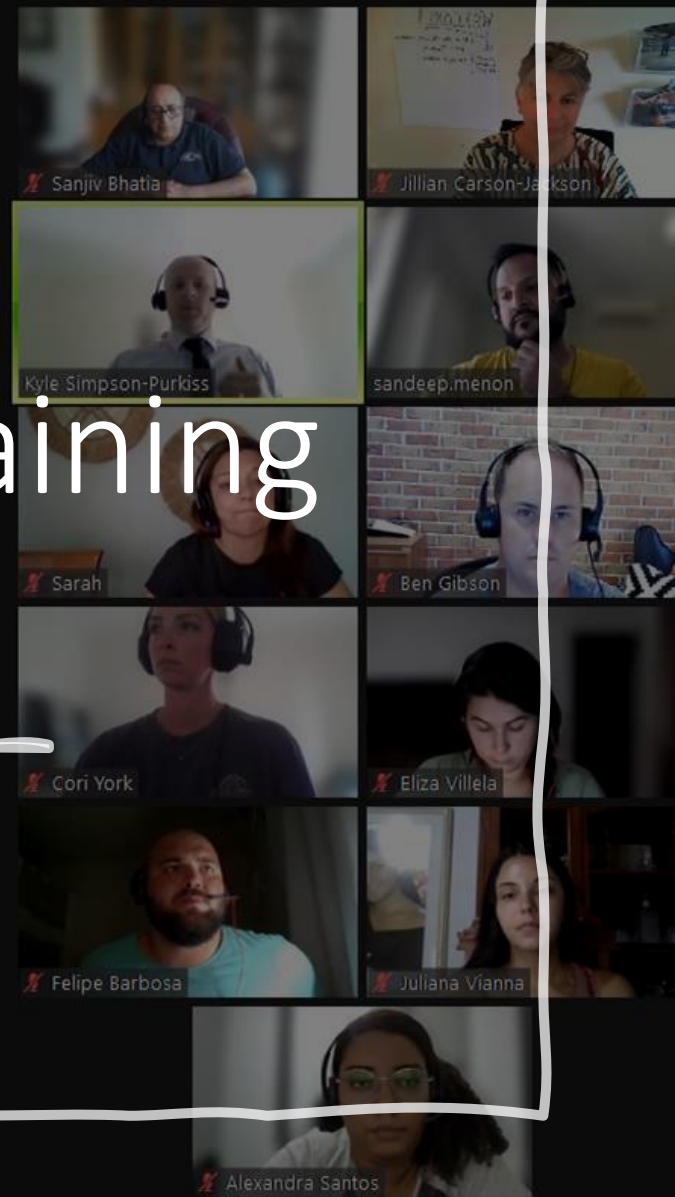 Sanjiv Bhatia
Jillian Carson-Jackson
Kyle Simpson-Purkiss
sandeep.menon
aining
Sarah
Ben Gibson
Cori York
Eliza Villela
Felipe Barbosa
Juliana Vianna
Alexandra Santos